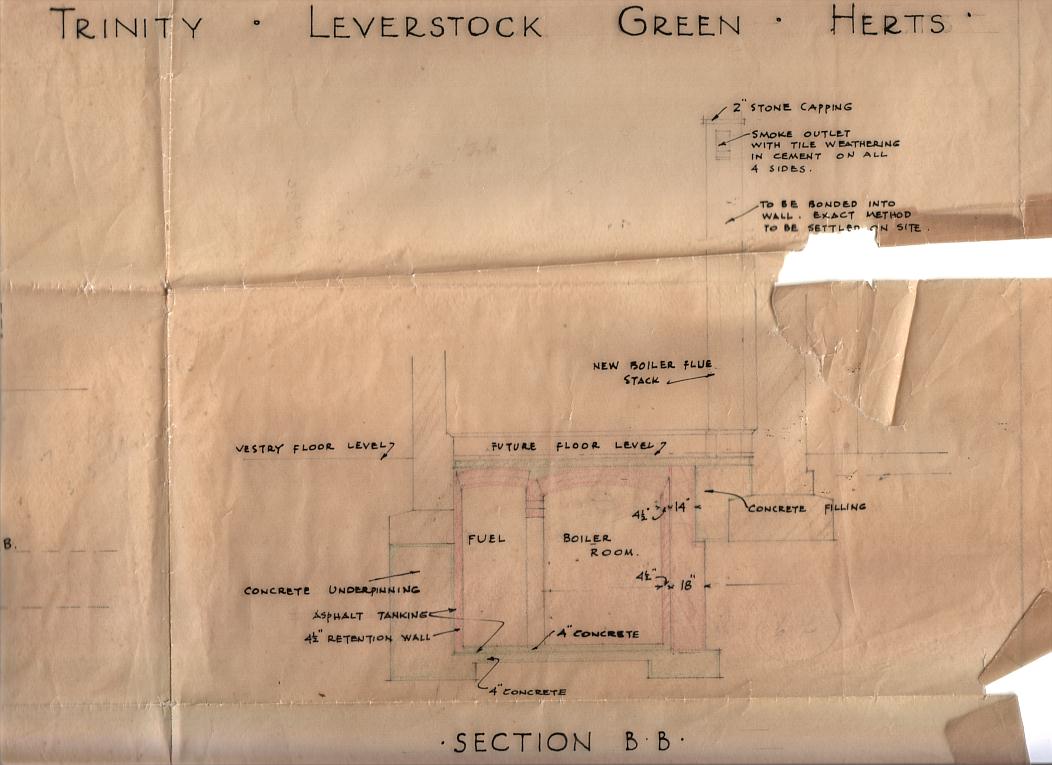 TRINITY · LEVERSTOCK GREEN · HERTS ·
2" STONE CAPPING
SMOKE OUTLET
WITH TILE WEATHERING
IN CEMENT ON ALL
4 SIDES.
TO BE BONDED INTO
WALL. EXACT METHOD
TO BE SETTLED ON SITE.
NEW BOILER FLUE
STACK
VESTRY FLOOR LEVEL
FUTURE FLOOR LEVEL
4½" 14"
CONCRETE FILLING
FUEL
BOILER
ROOM.
B.
4½" 18"
CONCRETE UNDERPINNING
ASPHALT TANKING
4½" RETENTION WALL
4" CONCRETE
4" CONCRETE
· SECTION B·B ·